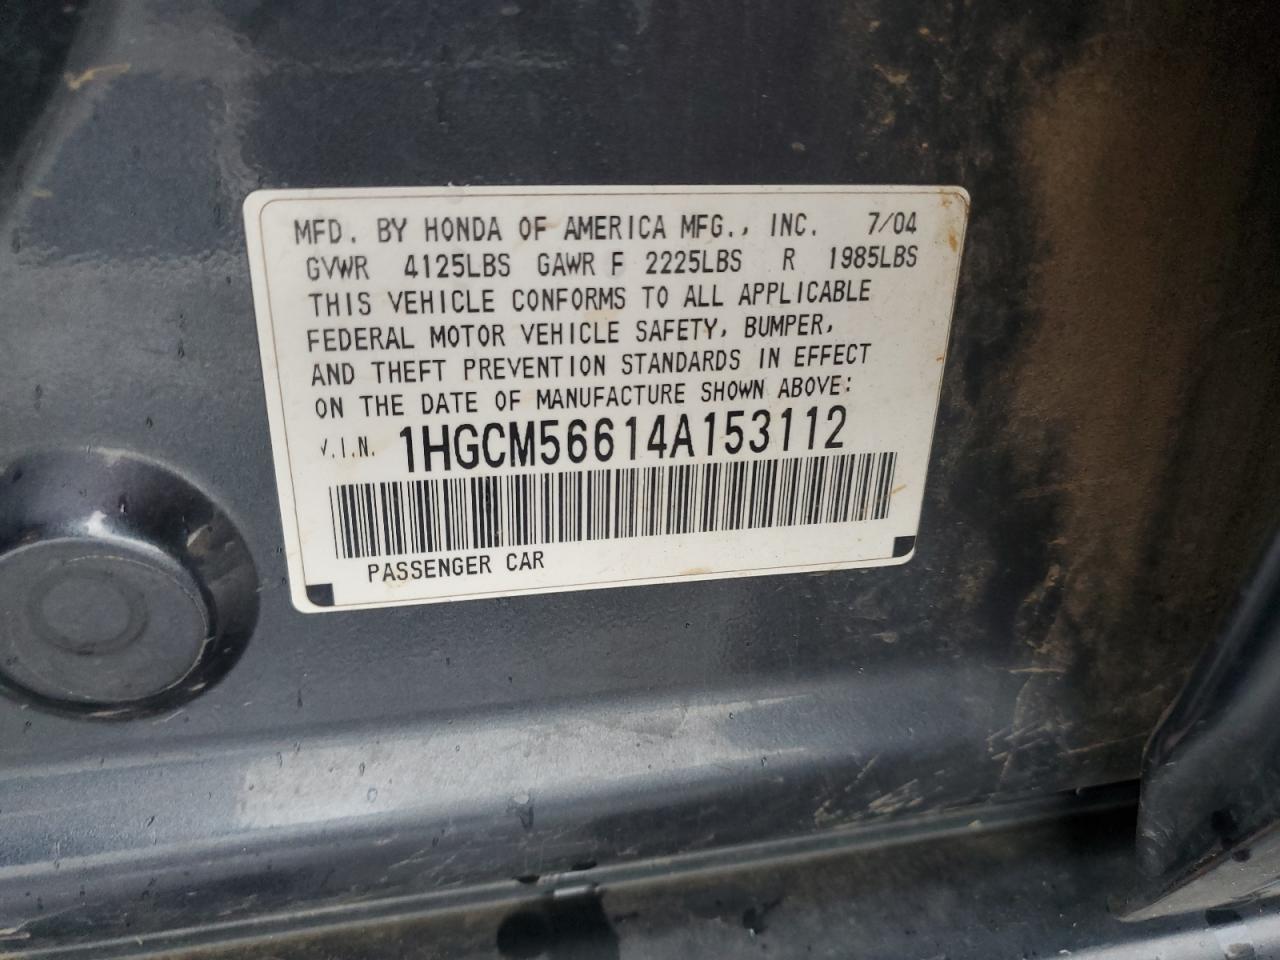 MFD. BY HONDA OF AMERICA MFG., INC. 7/04
GVWR 4125LBS GAWR F 2225LBS R 1985LBS
THIS VEHICLE CONFORMS TO ALL APPLICABLE
FEDERAL MOTOR VEHICLE SAFETY, BUMPER,
AND THEFT PREVENTION STANDARDS IN EFFECT
ON THE DATE OF MANUFACTURE SHOWN ABOVE:
V.I.N. 1HGCM56614A153112
PASSENGER CAR